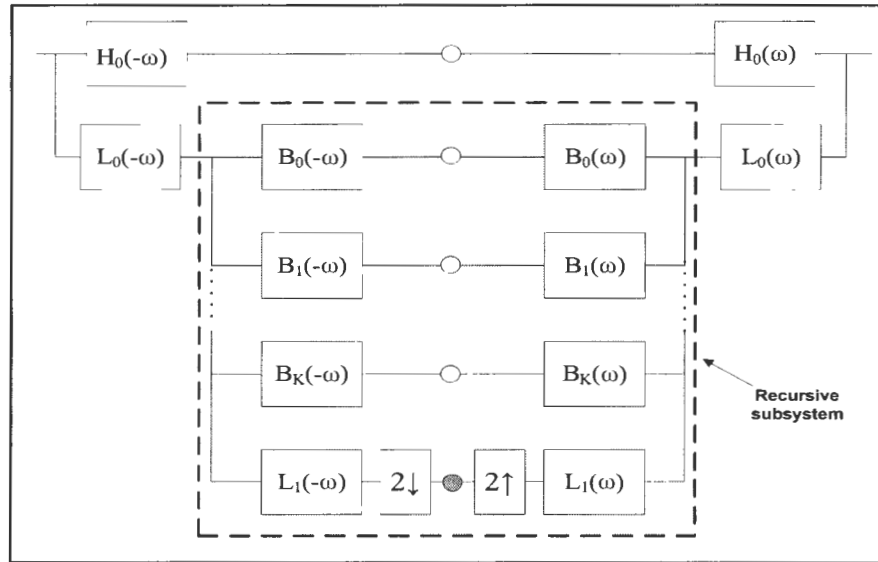 H₀(-ω) H₀(ω)
L₀(-ω) B₀(-ω) B₀(ω) L₀(ω)
B₁(-ω) B₁(ω)
B_K(-ω) B_K(ω)
Recursive
subsystem
L₁(-ω) 2↓ 2↑ L₁(ω)